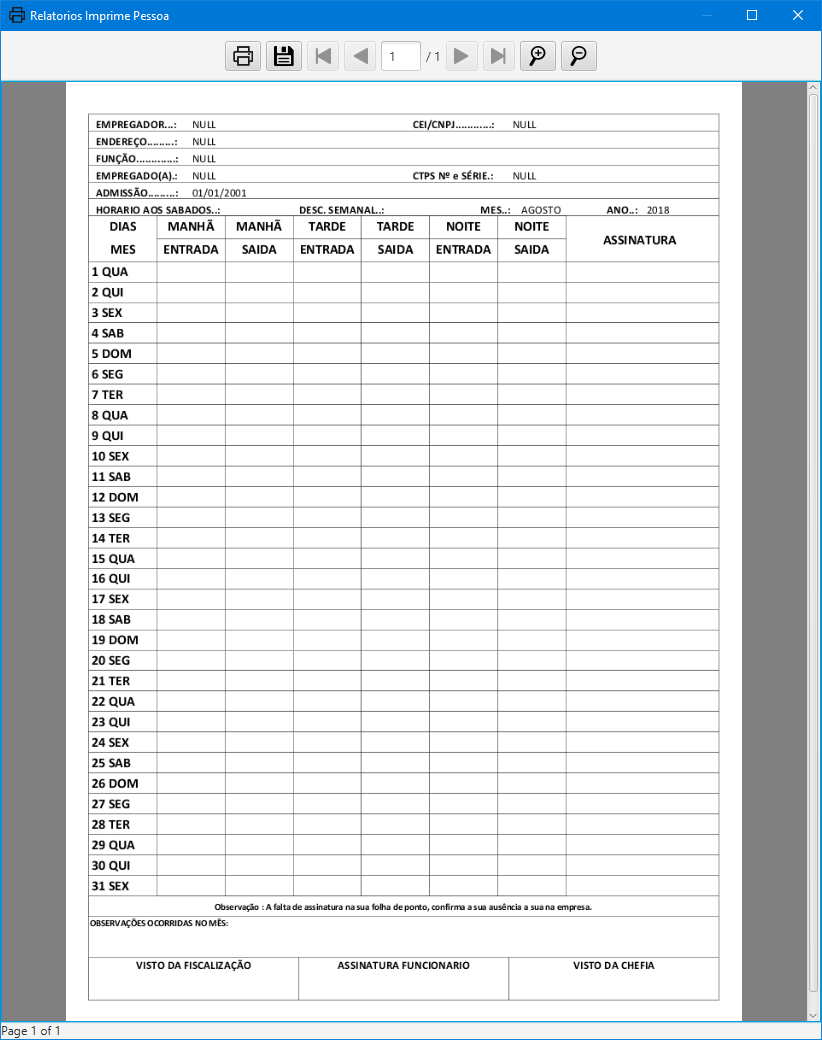 Relatorios Imprime Pessoa
1 / 1
EMPREGADOR...: NULL CEI/CNPJ............: NULL
ENDEREÇO.........: NULL
FUNÇÃO.............: NULL
EMPREGADO(A).: NULL CTPS Nº e SÉRIE.: NULL
ADMISSÃO.........: 01/01/2001
HORARIO AOS SABADOS..: DESC. SEMANAL..: MES..: AGOSTO ANO..: 2018
DIAS MANHÃ MANHÃ TARDE TARDE NOITE NOITE ASSINATURA
MES ENTRADA SAIDA ENTRADA SAIDA ENTRADA SAIDA
1 QUA
2 QUI
3 SEX
4 SAB
5 DOM
6 SEG
7 TER
8 QUA
9 QUI
10 SEX
11 SAB
12 DOM
13 SEG
14 TER
15 QUA
16 QUI
17 SEX
18 SAB
19 DOM
20 SEG
21 TER
22 QUA
23 QUI
24 SEX
25 SAB
26 DOM
27 SEG
28 TER
29 QUA
30 QUI
31 SEX
Observação : A falta de assinatura na sua folha de ponto, confirma a sua ausência a sua na empresa.
OBSERVAÇÕES OCORRIDAS NO MÊS:
VISTO DA FISCALIZAÇÃO ASSINATURA FUNCIONARIO VISTO DA CHEFIA
Page 1 of 1